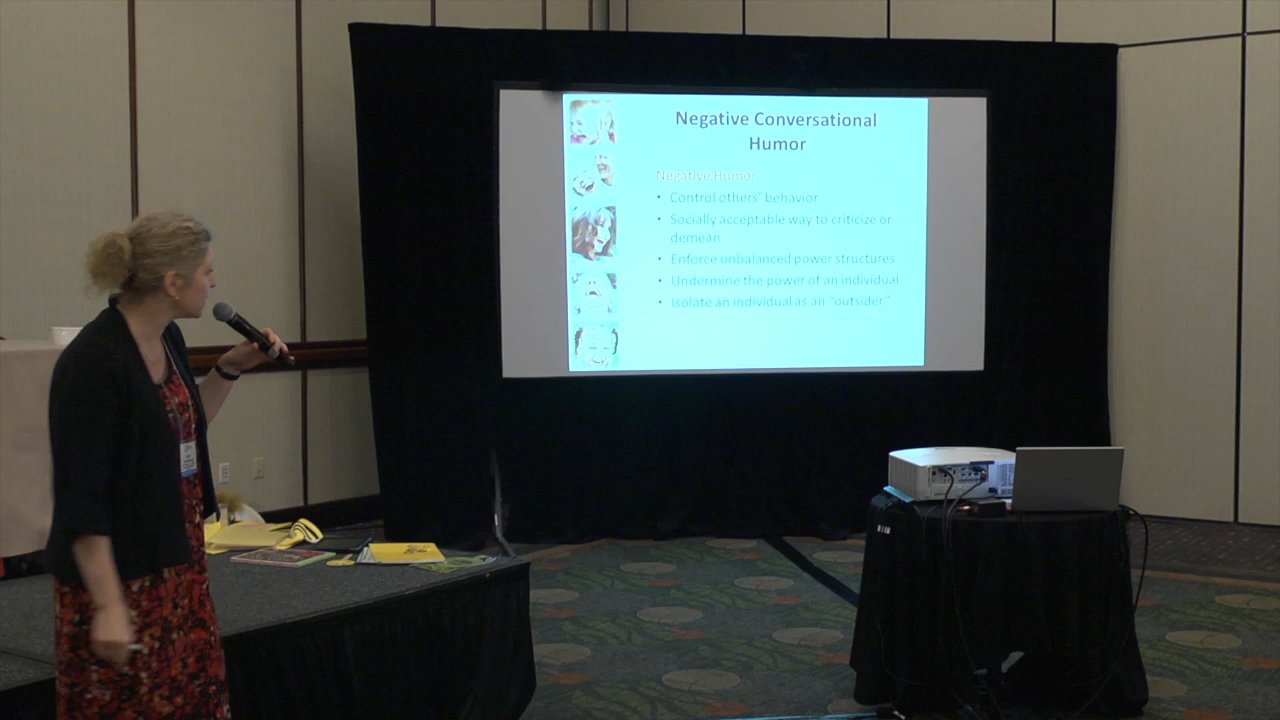 Negative Conversational
Humor
Negative Humor
• Control others' behavior
• Socially acceptable way to criticize or
demean
• Enforce unbalanced power structures
• Undermine the power of an individual
• Isolate an individual as an "outsider"